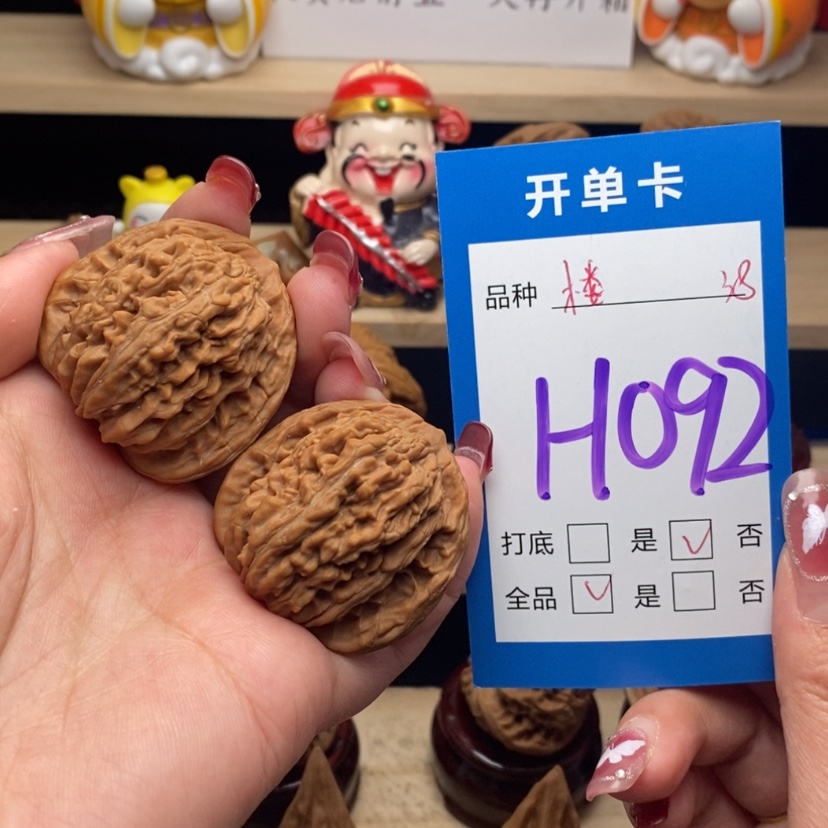 开单卡
品种 楼 38
H092
打底 是 否
全品 是 否